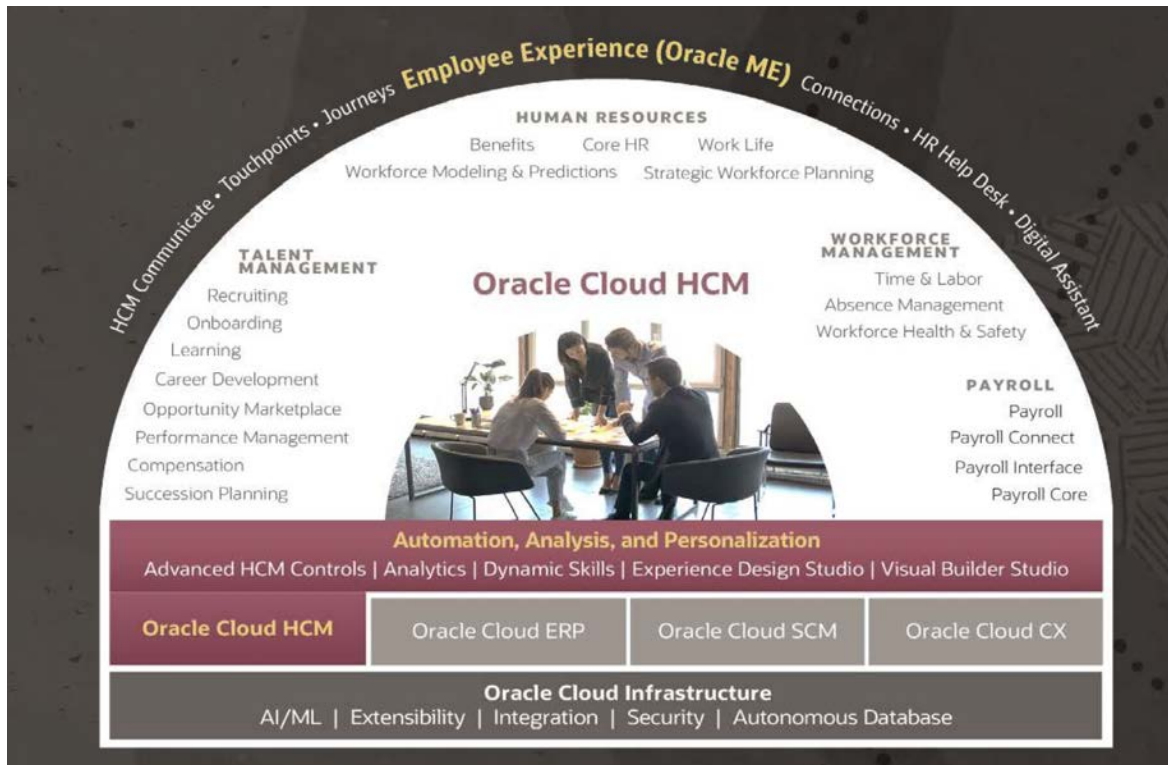 HCM Communicate • Touchpoints • Journeys Employee Experience (Oracle ME) Connections • HR Help Desk • Digital Assistant
HUMAN RESOURCES
Benefits Core HR Work Life
Workforce Modeling & Predictions Strategic Workforce Planning
TALENT
MANAGEMENT
Recruiting
Onboarding
Learning
Career Development
Opportunity Marketplace
Performance Management
Compensation
Succession Planning
Oracle Cloud HCM
WORKFORCE
MANAGEMENT
Time & Labor
Absence Management
Workforce Health & Safety
PAYROLL
Payroll
Payroll Connect
Payroll Interface
Payroll Core
Automation, Analysis, and Personalization
Advanced HCM Controls | Analytics | Dynamic Skills | Experience Design Studio | Visual Builder Studio
Oracle Cloud HCM Oracle Cloud ERP Oracle Cloud SCM Oracle Cloud CX
Oracle Cloud Infrastructure
AI/ML | Extensibility | Integration | Security | Autonomous Database